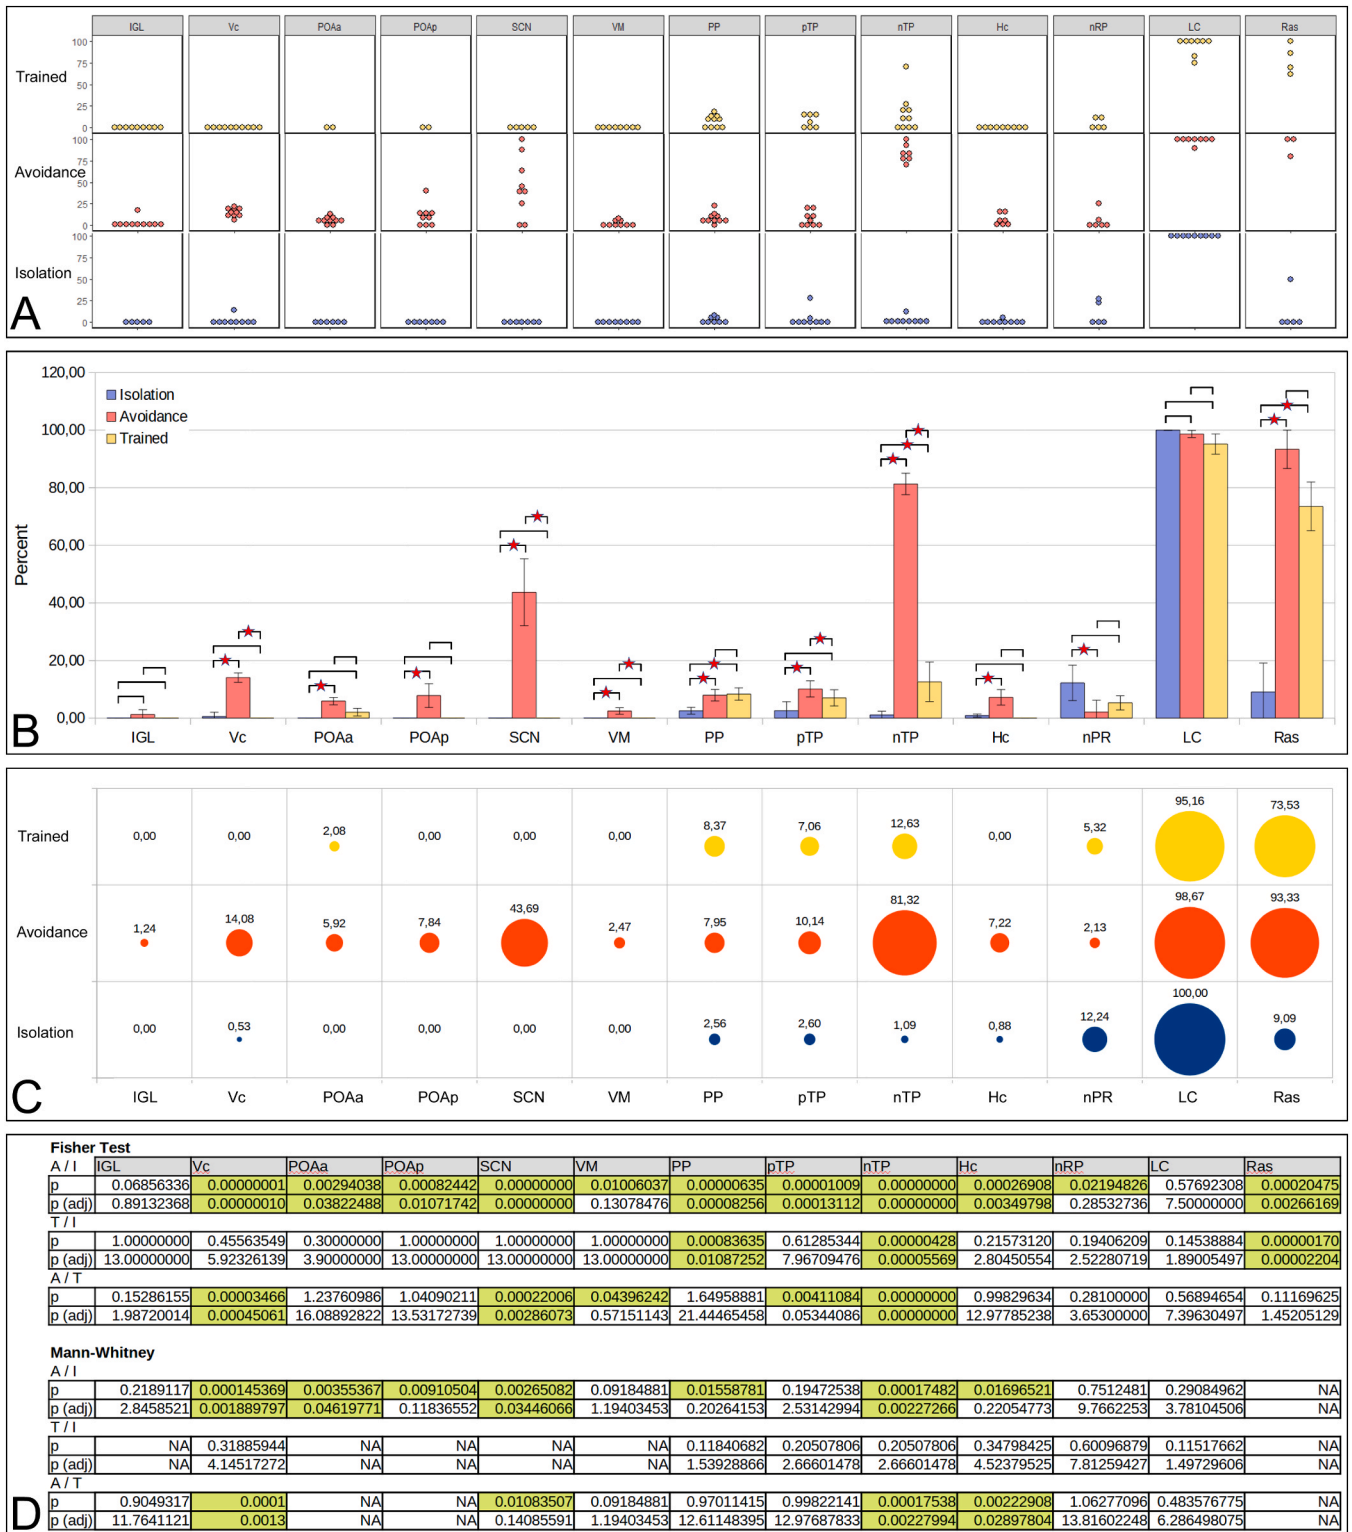 IGL Vc POAa POAp SCN VM PP pTP nTP Hc nRP LC Ras
100
75
Trained
50
25
0
100
75
Avoidance
50
25
0
100
75
Isolation
50
25
0
A
120,00
Isolation
Avoidance
100,00
Trained
80,00
Percent
60,00
40,00
20,00
0,00
IGL Vc POAa POAp SCN VM PP pTP nTP Hc nPR LC Ras
B
Trained 0,00 0,00 2,08 0,00 0,00 0,00 8,37 7,06 12,63 0,00 5,32 95,16 73,53
Avoidance 1,24 14,08 5,92 7,84 43,69 2,47 7,95 10,14 81,32 7,22 2,13 98,67 93,33
Isolation 0,00 0,53 0,00 0,00 0,00 0,00 2,56 2,60 1,09 0,88 12,24 100,00 9,09
IGL Vc POAa POAp SCN VM PP pTP nTP Hc nPR LC Ras
C
Fisher Test
A / I IGL Vc POAa POAp SCN VM PP pTP nTP Hc nRP LC Ras
p 0.06856336 0.00000001 0.00294038 0.00082442 0.00000000 0.01006037 0.00000635 0.00001009 0.00000000 0.00026908 0.02194826 0.57692308 0.00020475
p (adj) 0.89132368 0.00000010 0.03822488 0.01071742 0.00000000 0.13078476 0.00008256 0.00013112 0.00000000 0.00349798 0.28532736 7.50000000 0.00266169
T / I
p 1.00000000 0.45563549 0.30000000 1.00000000 1.00000000 1.00000000 0.00083635 0.61285344 0.00000428 0.21573120 0.19406209 0.14538884 0.00000170
p (adj) 13.00000000 5.92326139 3.90000000 13.00000000 13.00000000 13.00000000 0.01087252 7.96709476 0.00005569 2.80450554 2.52280719 1.89005497 0.00002204
A / T
p 0.15286155 0.00003466 1.23760986 1.04090211 0.00022006 0.04396242 1.64958881 0.00411084 0.00000000 0.99829634 0.28100000 0.56894654 0.11169625
p (adj) 1.98720014 0.00045061 16.08892822 13.53172739 0.00286073 0.57151143 21.44465458 0.05344086 0.00000000 12.97785238 3.65300000 7.39630497 1.45205129
Mann-Whitney
A / I
p 0.2189117 0.000145369 0.00355367 0.00910504 0.00265082 0.09184881 0.01558781 0.19472538 0.00017482 0.01696521 0.7512481 0.29084962 NA
p (adj) 2.8458521 0.001889797 0.04619771 0.11836552 0.03446066 1.19403453 0.20264153 2.53142994 0.00227266 0.22054773 9.7662253 3.78104506 NA
T / I
p NA 0.31885944 NA NA NA NA 0.11840682 0.20507806 0.20507806 0.34798425 0.60096879 0.11517662 NA
p (adj) NA 4.14517272 NA NA NA NA 1.53928866 2.66601478 2.66601478 4.52379525 7.81259427 1.49729606 NA
A / T
p 0.9049317 0.0001 NA NA 0.01083507 0.09184881 0.97011415 0.99822141 0.00017538 0.00222908 1.06277096 0.483576775 NA
p (adj) 11.7641121 0.0013 NA NA 0.14085591 1.19403453 12.61148395 12.97687833 0.00227994 0.02897804 13.81602248 6.286498075 NA
D